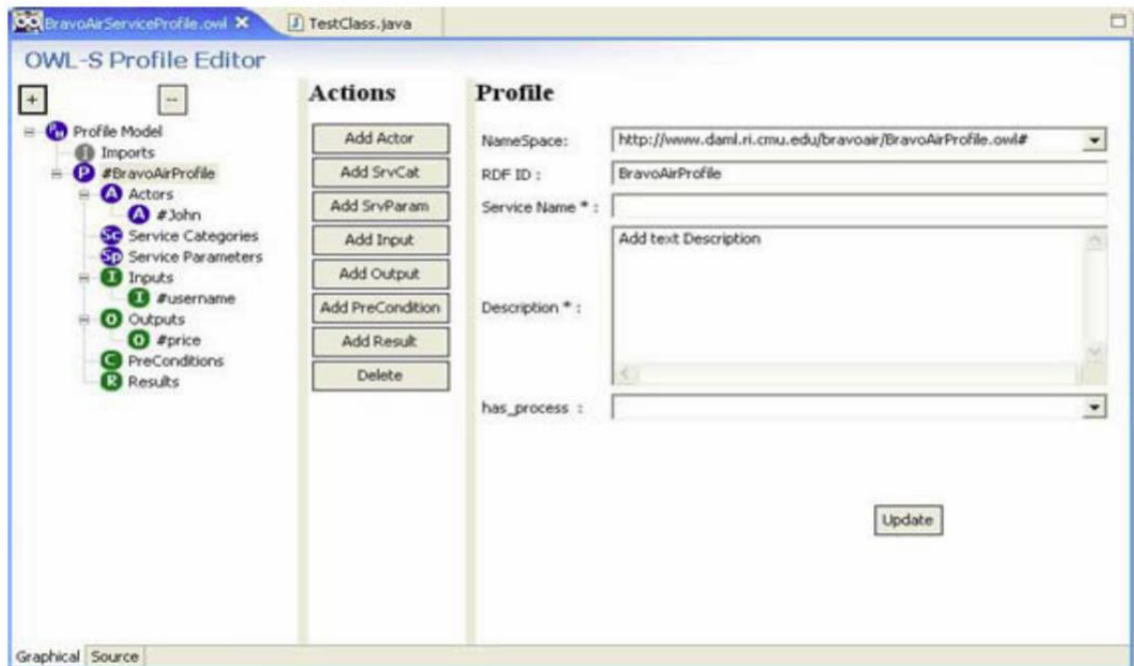 BravoAirServiceProfile.owl
TestClass.java
OWL-S Profile Editor
+
--
Profile Model
Imports
P #BravoAirProfile
A Actors
A #John
Sc Service Categories
Sp Service Parameters
I Inputs
I #username
O Outputs
O #price
C PreConditions
R Results
Actions
Add Actor
Add SrvCat
Add SrvParam
Add Input
Add Output
Add PreCondition
Add Result
Delete
Profile
NameSpace: http://www.daml.ri.cmu.edu/bravoair/BravoAirProfile.owl#
RDF ID : BravoAirProfile
Service Name * :
Description * : Add text Description
has_process :
Update
Graphical Source